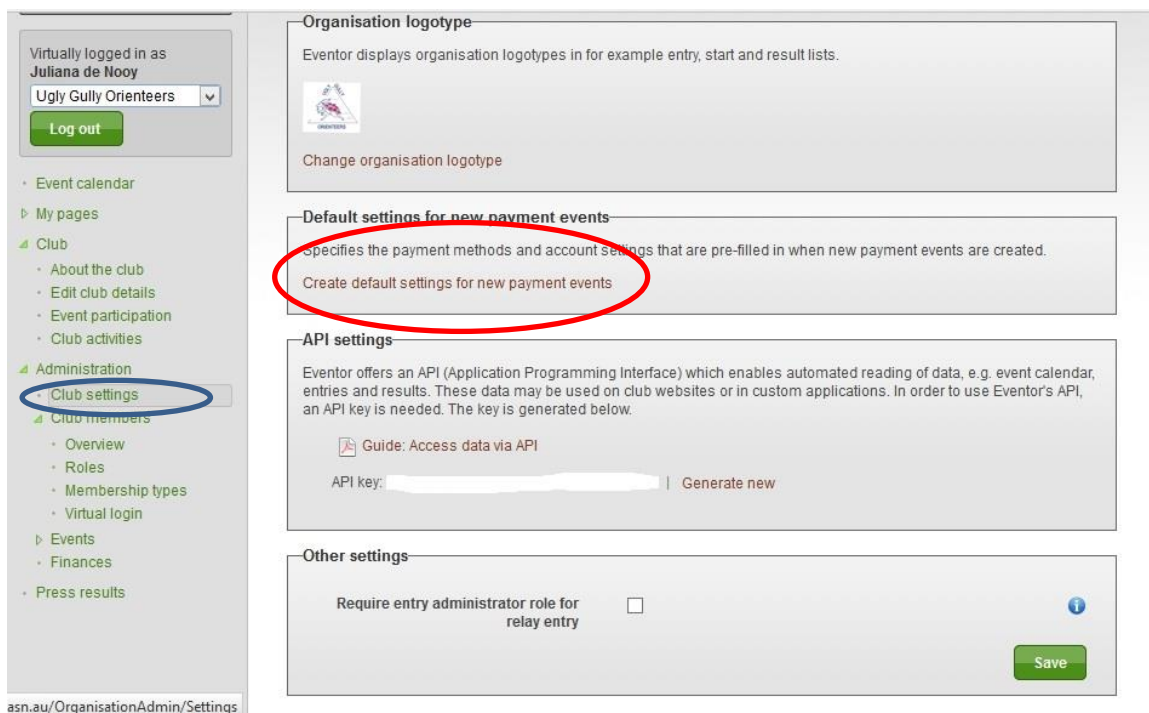 Virtually logged in as
Juliana de Nooy
Ugly Gully Orienteers
Log out
Event calendar
My pages
Club
About the club
Edit club details
Event participation
Club activities
Administration
Club settings
Club members
Overview
Roles
Membership types
Virtual login
Events
Finances
Press results
Organisation logotype
Eventor displays organisation logotypes in for example entry, start and result lists.
ORIENTEERS
Change organisation logotype
Default settings for new payment events
Specifies the payment methods and account settings that are pre-filled in when new payment events are created.
Create default settings for new payment events
API settings
Eventor offers an API (Application Programming Interface) which enables automated reading of data, e.g. event calendar,
entries and results. These data may be used on club websites or in custom applications. In order to use Eventor's API,
an API key is needed. The key is generated below.
Guide: Access data via API
API key: | Generate new
Other settings
Require entry administrator role for
relay entry
Save
asn.au/OrganisationAdmin/Settings